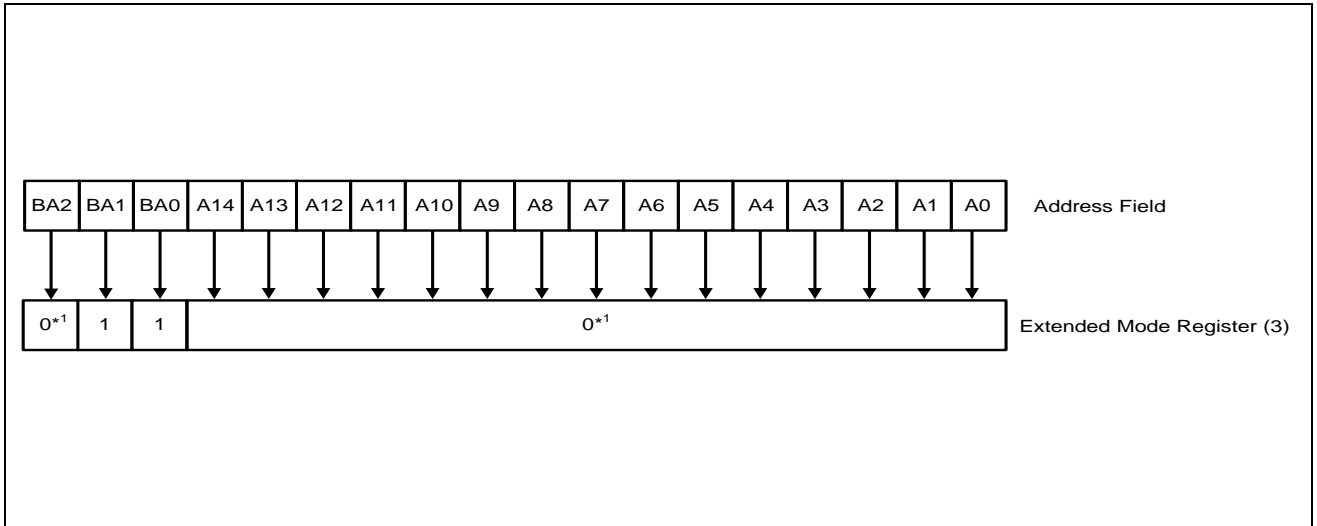 BA2 BA1 BA0 A14 A13 A12 A11 A10 A9 A8 A7 A6 A5 A4 A3 A2 A1 A0 Address Field
0*1 1 1 0*1 Extended Mode Register (3)